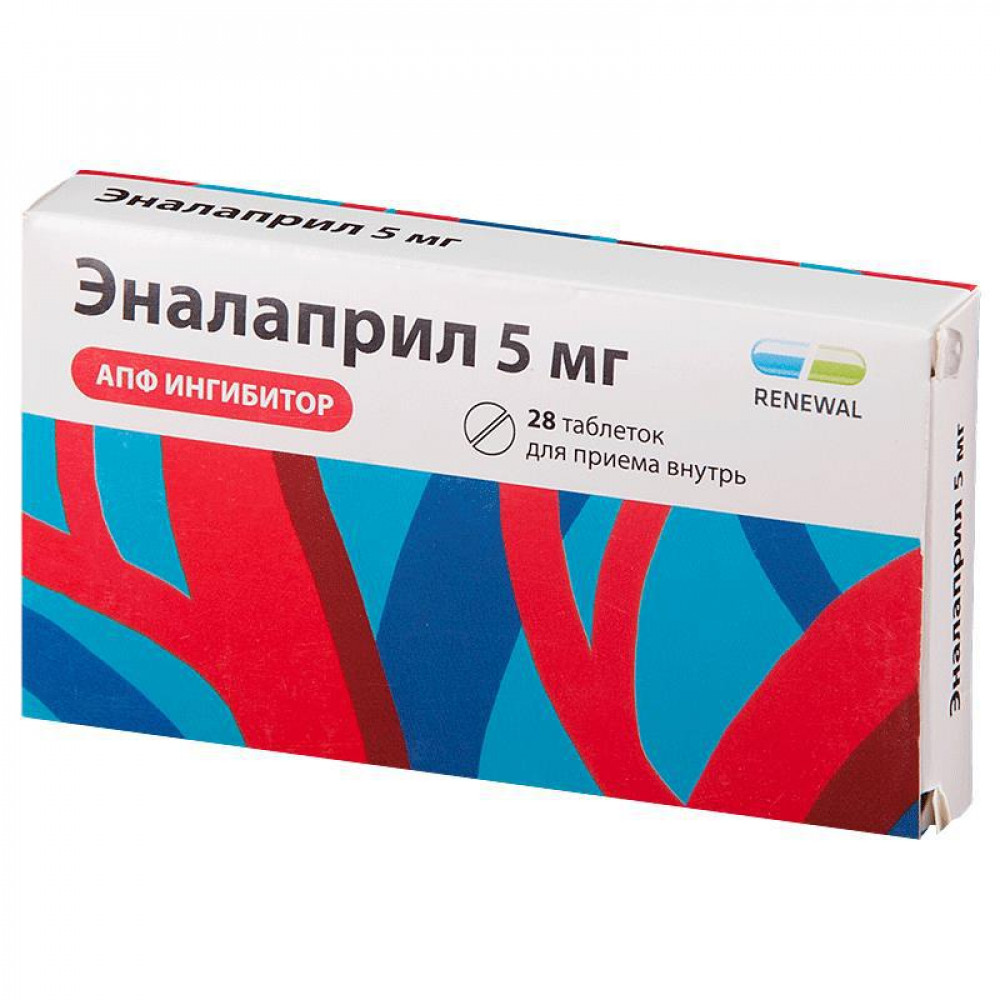 Эналаприл 5 мг
Эналаприл 5 мг
АПФ ИНГИБИТОР
28 таблеток
для приема внутрь
RENEWAL
Эналаприл 5 мг